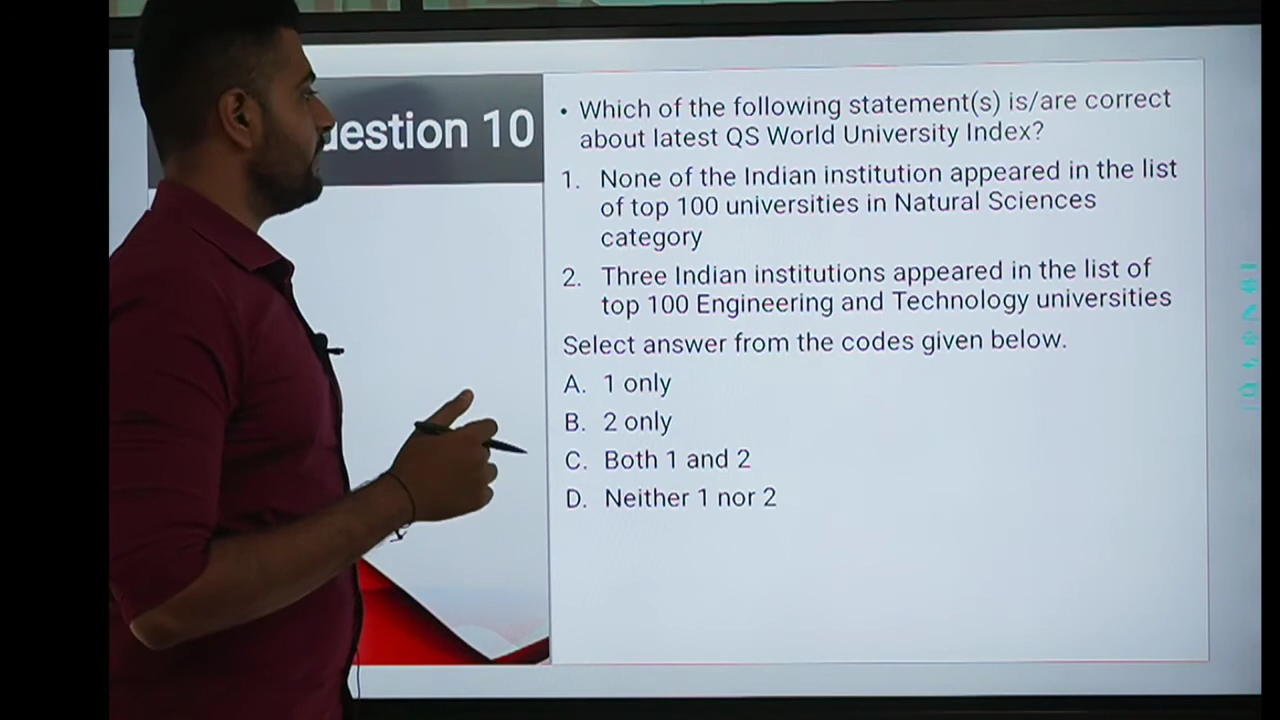 10
• Which of the following statement(s) is/are correct
about latest QS World University Index?
1. None of the Indian institution appeared in the list
of top 100 universities in Natural Sciences
category
2. Three Indian institutions appeared in the list of
top 100 Engineering and Technology universities
Select answer from the codes given below.
A. 1 only
B. 2 only
C. Both 1 and 2
D. Neither 1 nor 2